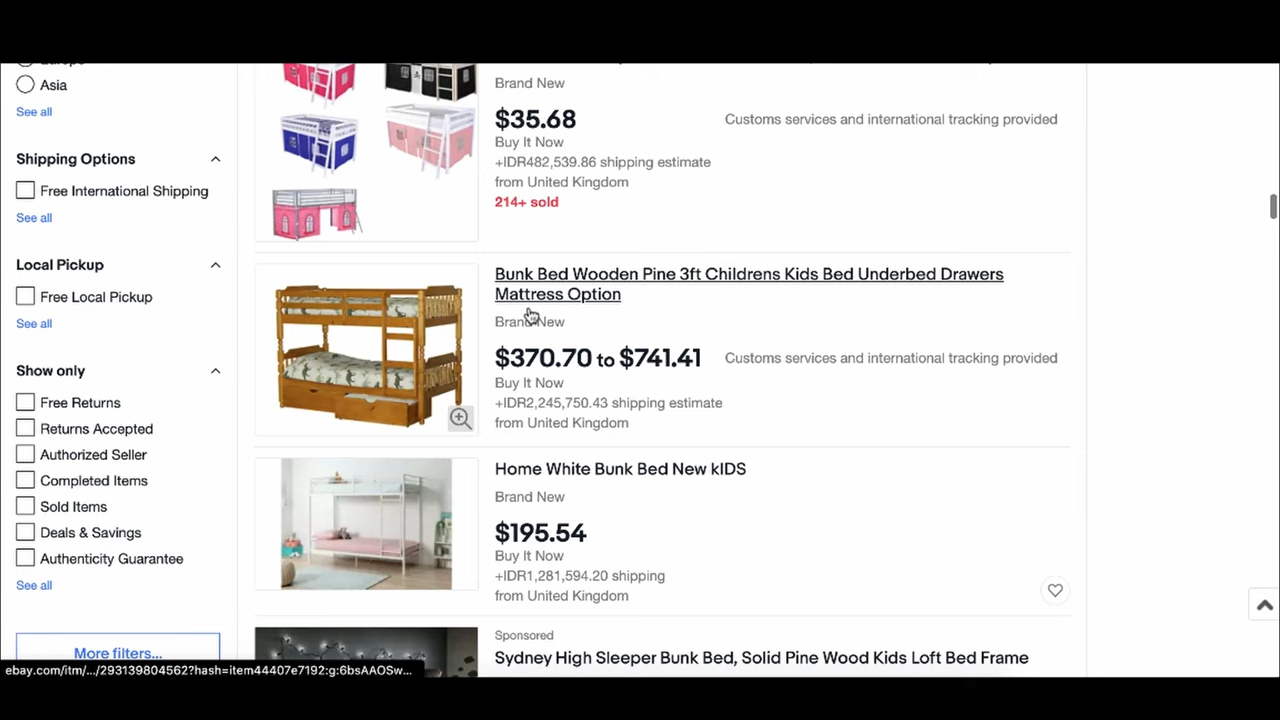 Asia
See all
Shipping Options
Free International Shipping
See all
Local Pickup
Free Local Pickup
See all
Show only
Free Returns
Returns Accepted
Authorized Seller
Completed Items
Sold Items
Deals & Savings
Authenticity Guarantee
See all
More filters...
Brand New
$35.68
Customs services and international tracking provided
Buy It Now
+IDR482,539.86 shipping estimate
from United Kingdom
214+ sold
Bunk Bed Wooden Pine 3ft Childrens Kids Bed Underbed Drawers
Mattress Option
Brand New
$370.70 to $741.41
Customs services and international tracking provided
Buy It Now
+IDR2,245,750.43 shipping estimate
from United Kingdom
Home White Bunk Bed New kIDS
Brand New
$195.54
Buy It Now
+IDR1,281,594.20 shipping
from United Kingdom
Sponsored
Sydney High Sleeper Bunk Bed, Solid Pine Wood Kids Loft Bed Frame
ebay.com/itm/.../293139804562?hash=item44407e7192:g:6bsAAOSw...